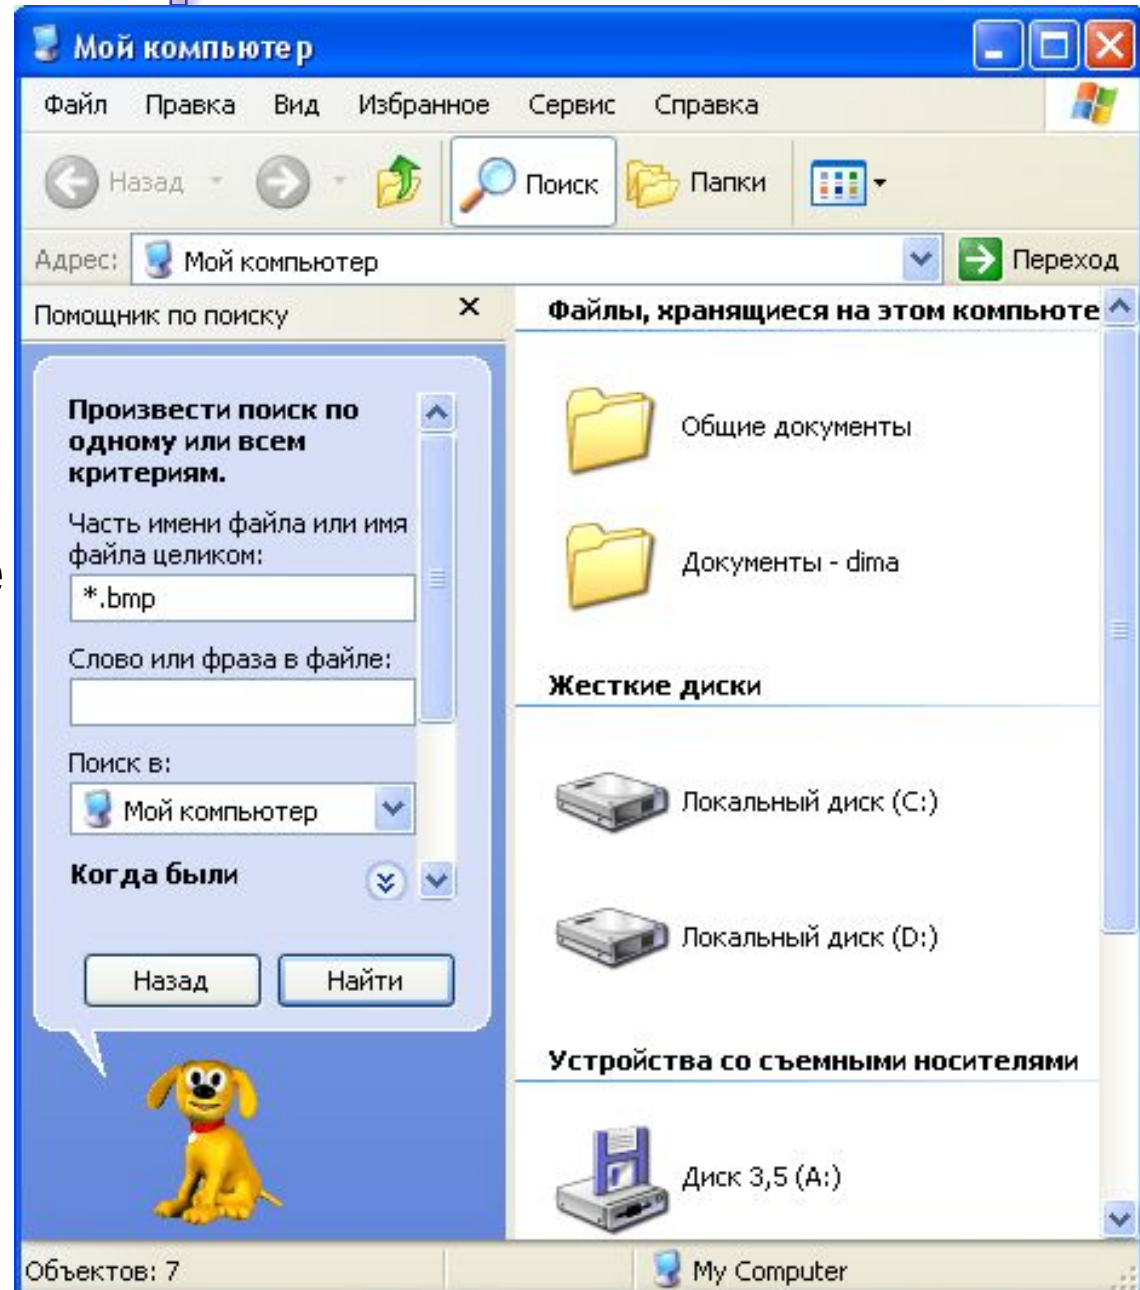 Мой компьютер
Файл Правка Вид Избранное Сервис Справка
Назад Поиск Папки
Адрес: Мой компьютер Переход
Помощник по поиску
Произвести поиск по
одному или всем
критериям.
Часть имени файла или имя
файла целиком:
*.bmp
Слово или фраза в файле:
Поиск в:
Мой компьютер
Когда были
Назад Найти
Файлы, хранящиеся на этом компьюте
Общие документы
Документы - dima
Жесткие диски
Локальный диск (C:)
Локальный диск (D:)
Устройства со съемными носителями
Диск 3,5 (A:)
Объектов: 7 My Computer
е